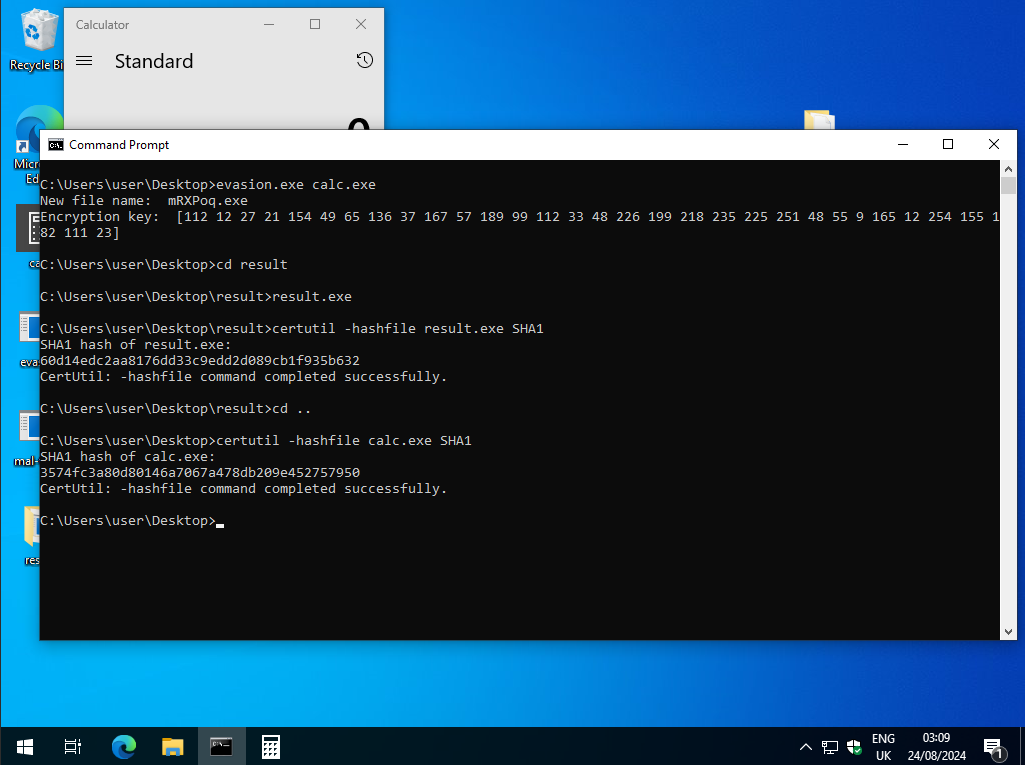 Calculator
Recycle Bi
Standard
0
Micr
Ed
Command Prompt
C:\Users\user\Desktop>evasion.exe calc.exe
New file name:  mRXPoq.exe
Encryption key:  [112 12 27 21 154 49 65 136 37 167 57 189 99 112 33 48 226 199 218 235 225 251 48 55 9 165 12 254 155 1
82 111 23]
C:\Users\user\Desktop>cd result
ca
C:\Users\user\Desktop\result>result.exe
C:\Users\user\Desktop\result>certutil -hashfile result.exe SHA1
SHA1 hash of result.exe:
60d14edc2aa8176dd33c9edd2d089cb1f935b632
eva
CertUtil: -hashfile command completed successfully.
C:\Users\user\Desktop\result>cd ..
C:\Users\user\Desktop>certutil -hashfile calc.exe SHA1
SHA1 hash of calc.exe:
mal-
3574fc3a80d80146a7067a478db209e452757950
CertUtil: -hashfile command completed successfully.
C:\Users\user\Desktop>
res
ENG
UK
03:09
24/08/2024
1